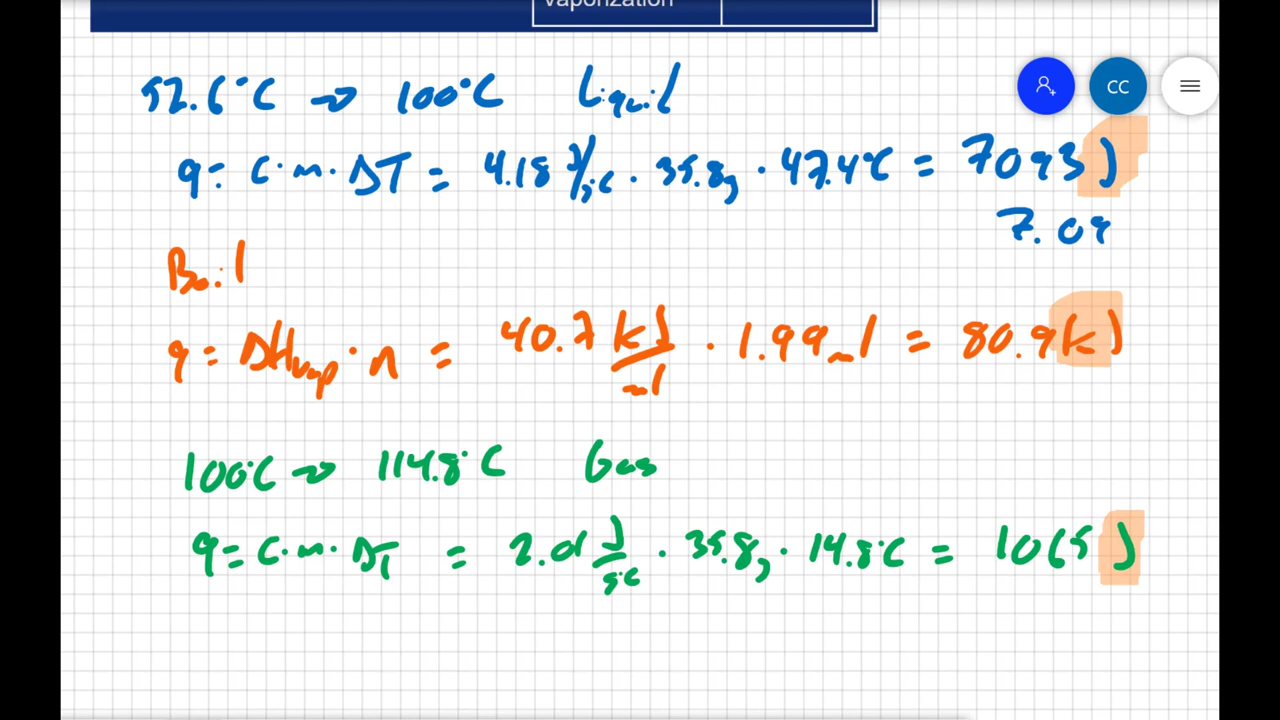 vaporization
52.6°C → 100°C Liquid
CC
q = C·m·ΔT = 4.18 J/g°C · 35.8g · 47.4°C = 7093 J
7.09
Boil
q = ΔHvap · n = 40.7 kJ/mol · 1.99 mol = 80.9 kJ
100°C → 114.8°C Gas
q = C·m·ΔT = 2.01 J/g°C · 35.8g · 14.8°C = 1065 J